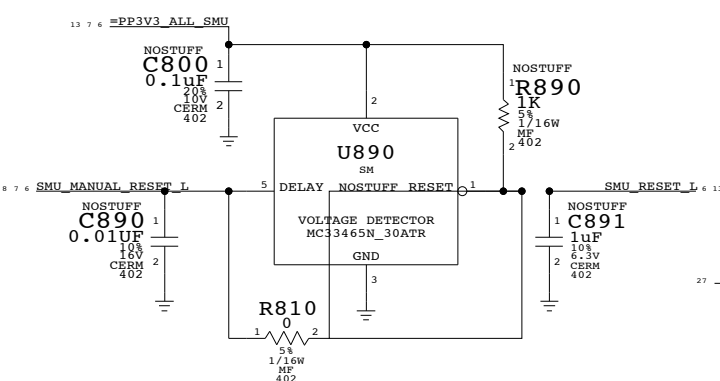 13 7 6 =PP3V3_ALL_SMU
NOSTUFF
C800
0.1uF
20%
10V
CERM
402
1
2
NOSTUFF
R890
1K
5%
1/16W
MF
402
1
2
2
VCC
U890
SM
8 7 6 SMU_MANUAL_RESET_L
5 DELAY NOSTUFF RESET 1
SMU_RESET_L 6 13
VOLTAGE DETECTOR
MC33465N_30ATR
GND
3
NOSTUFF
C890
0.01UF
10%
16V
CERM
402
1
2
NOSTUFF
C891
1uF
10%
6.3V
CERM
402
1
2
27
R810
0
1 2
5%
1/16W
MF
402